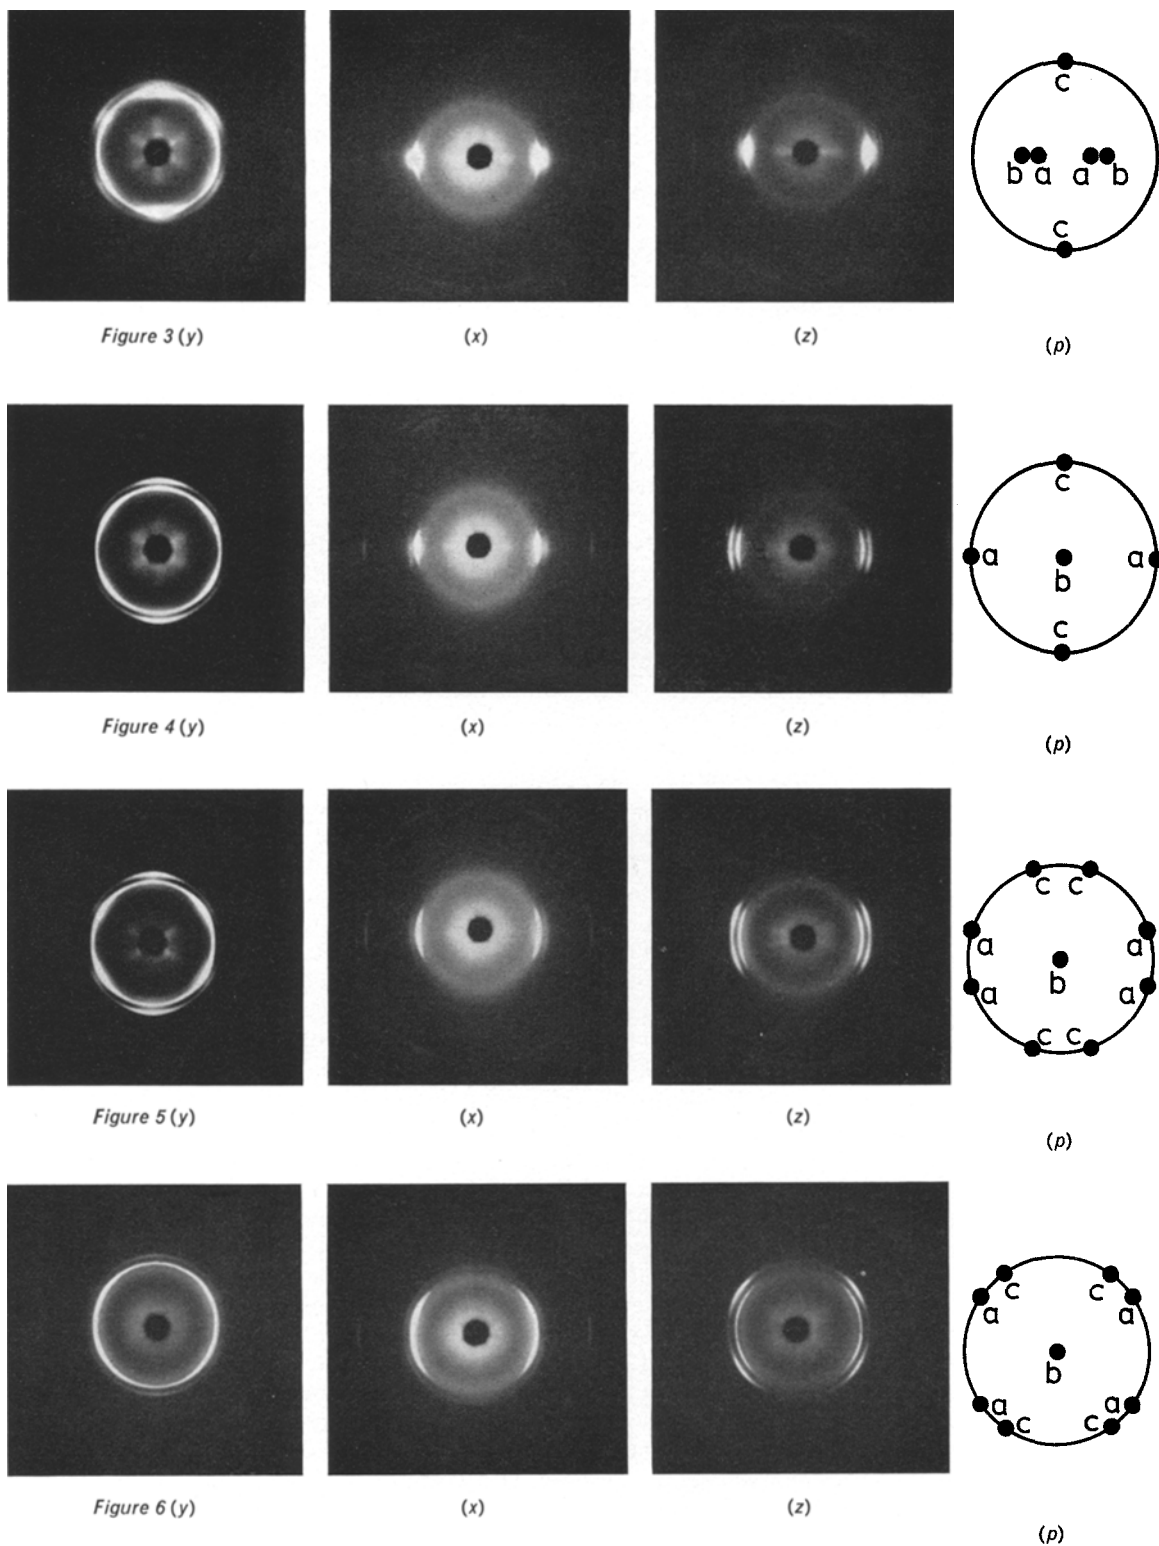 c
b a a b
c
Figure 3 (y) (x) (z) (p)
c
a b a
c
Figure 4 (y) (x) (z) (p)
c c
a a
b
a a
c c
Figure 5 (y) (x) (z) (p)
c c
a a
b
a a
c c
Figure 6 (y) (x) (z) (p)